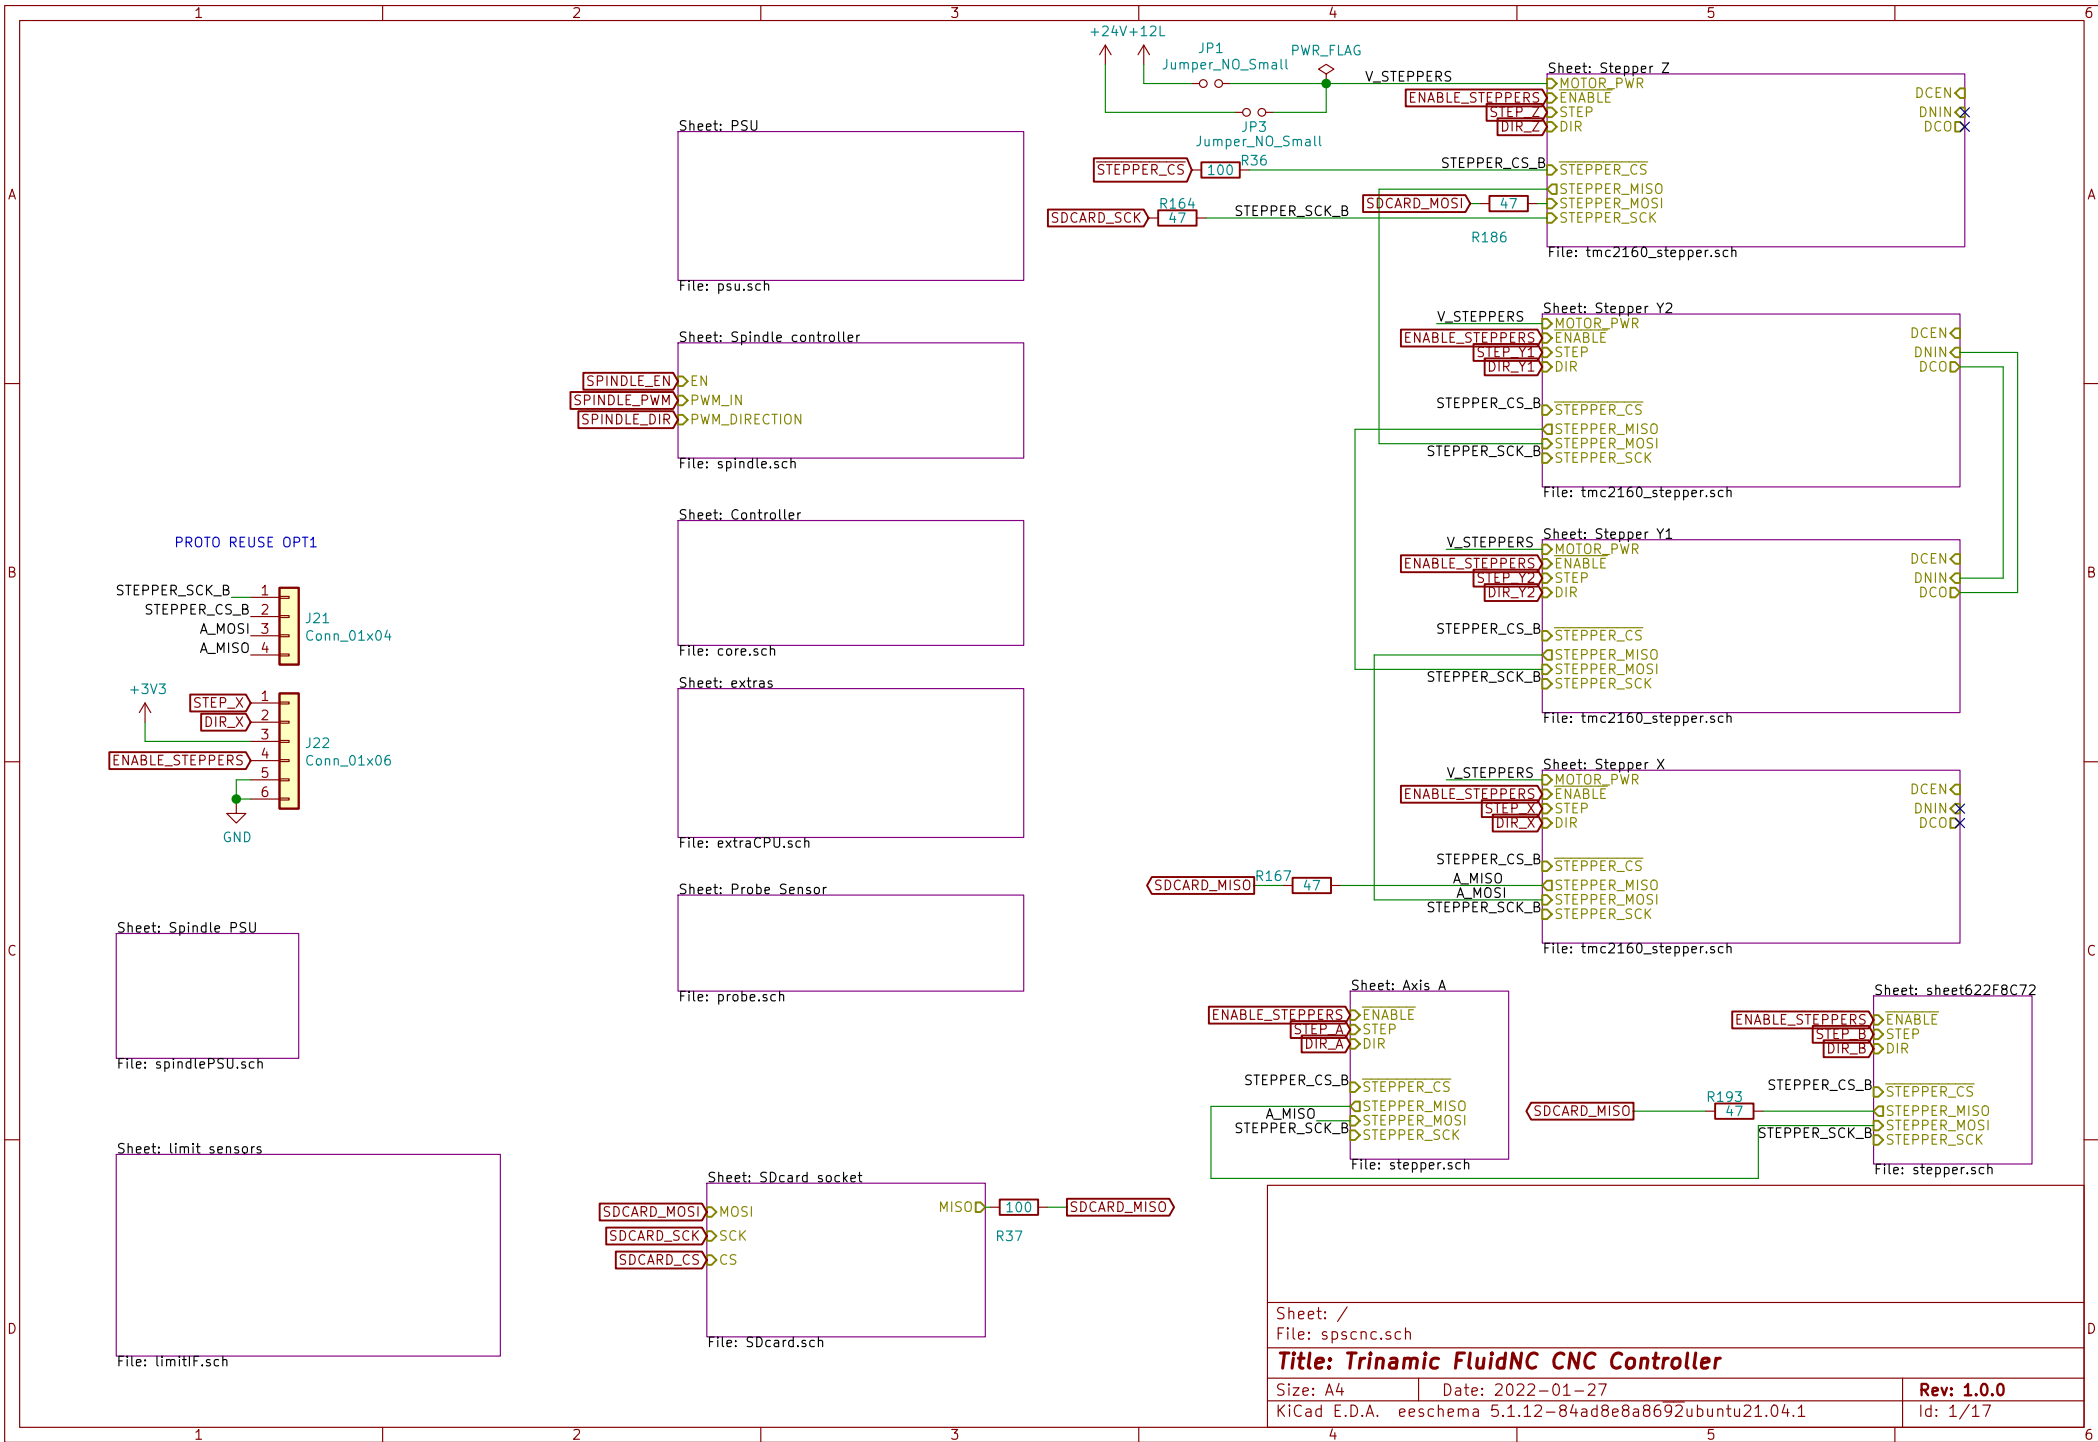 1 2 3 4 5 6
A
B
C
D
+24V +12L
JP1
Jumper_NO_Small
PWR_FLAG
V_STEPPERS
JP3
Jumper_NO_Small
Sheet: Stepper Z
MOTOR_PWR
ENABLE_STEPPERS ENABLE
STEP_Z STEP
DIR_Z DIR
DCEN
DNIN
DCO
STEPPER_CS 100 R36 STEPPER_CS_B STEPPER_CS
STEPPER_MISO
SDCARD_MOSI 47 STEPPER_MOSI
R164
SDCARD_SCK 47 STEPPER_SCK_B STEPPER_SCK
R186
File: tmc2160_stepper.sch
Sheet: PSU
File: psu.sch
Sheet: Spindle controller
SPINDLE_EN EN
SPINDLE_PWM PWM_IN
SPINDLE_DIR PWM_DIRECTION
File: spindle.sch
Sheet: Stepper Y2
V_STEPPERS MOTOR_PWR
ENABLE_STEPPERS ENABLE
STEP_Y1 STEP
DIR_Y1 DIR
DCEN
DNIN
DCO
STEPPER_CS_B STEPPER_CS
STEPPER_MISO
STEPPER_MOSI
STEPPER_SCK_B STEPPER_SCK
File: tmc2160_stepper.sch
Sheet: Controller
File: core.sch
Sheet: Stepper Y1
V_STEPPERS MOTOR_PWR
ENABLE_STEPPERS ENABLE
STEP_Y2 STEP
DIR_Y2 DIR
DCEN
DNIN
DCO
STEPPER_CS_B STEPPER_CS
STEPPER_MISO
STEPPER_MOSI
STEPPER_SCK_B STEPPER_SCK
File: tmc2160_stepper.sch
PROTO REUSE OPT1
STEPPER_SCK_B 1
STEPPER_CS_B 2
A_MOSI 3
A_MISO 4
J21
Conn_01x04
+3V3
STEP_X 1
DIR_X 2
3
ENABLE_STEPPERS 4
5
6
J22
Conn_01x06
GND
Sheet: extras
File: extraCPU.sch
Sheet: Stepper X
V_STEPPERS MOTOR_PWR
ENABLE_STEPPERS ENABLE
STEP_X STEP
DIR_X DIR
DCEN
DNIN
DCO
STEPPER_CS_B STEPPER_CS
SDCARD_MISO R167 47 A_MISO STEPPER_MISO
A_MOSI STEPPER_MOSI
STEPPER_SCK_B STEPPER_SCK
File: tmc2160_stepper.sch
Sheet: Probe Sensor
File: probe.sch
Sheet: Spindle PSU
File: spindlePSU.sch
Sheet: Axis A
ENABLE_STEPPERS ENABLE
STEP_A STEP
DIR_A DIR
STEPPER_CS_B STEPPER_CS
STEPPER_MISO
A_MISO STEPPER_MOSI
STEPPER_SCK_B STEPPER_SCK
File: stepper.sch
Sheet: sheet622F8C72
ENABLE_STEPPERS ENABLE
STEP_B STEP
DIR_B DIR
STEPPER_CS_B STEPPER_CS
SDCARD_MISO R193 47 STEPPER_MISO
STEPPER_MOSI
STEPPER_SCK_B STEPPER_SCK
File: stepper.sch
Sheet: limit sensors
File: limitIF.sch
Sheet: SDcard socket
SDCARD_MOSI MOSI
SDCARD_SCK SCK
SDCARD_CS CS
MISO 100 SDCARD_MISO
R37
File: SDcard.sch
Sheet: /
File: spscnc.sch
Title: Trinamic FluidNC CNC Controller
Size: A4 Date: 2022-01-27 Rev: 1.0.0
KiCad E.D.A. eeschema 5.1.12-84ad8e8a8692ubuntu21.04.1 Id: 1/17
A
B
C
D
1 2 3 4 5 6